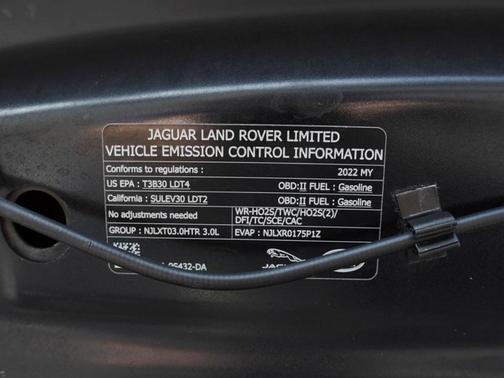 JAGUAR LAND ROVER LIMITED
VEHICLE EMISSION CONTROL INFORMATION
Conforms to regulations : 2022 MY
US EPA : T3B30 LDT4 OBD:II FUEL : Gasoline
California : SULEV30 LDT2 OBD:II FUEL : Gasoline
No adjustments needed WR-HO2S/TWC/HO2S(2)/
DFI/TC/SCE/CAC
GROUP : NJLXT03.0HTR 3.0L EVAP : NJLXR0175P1Z
9S432-DA